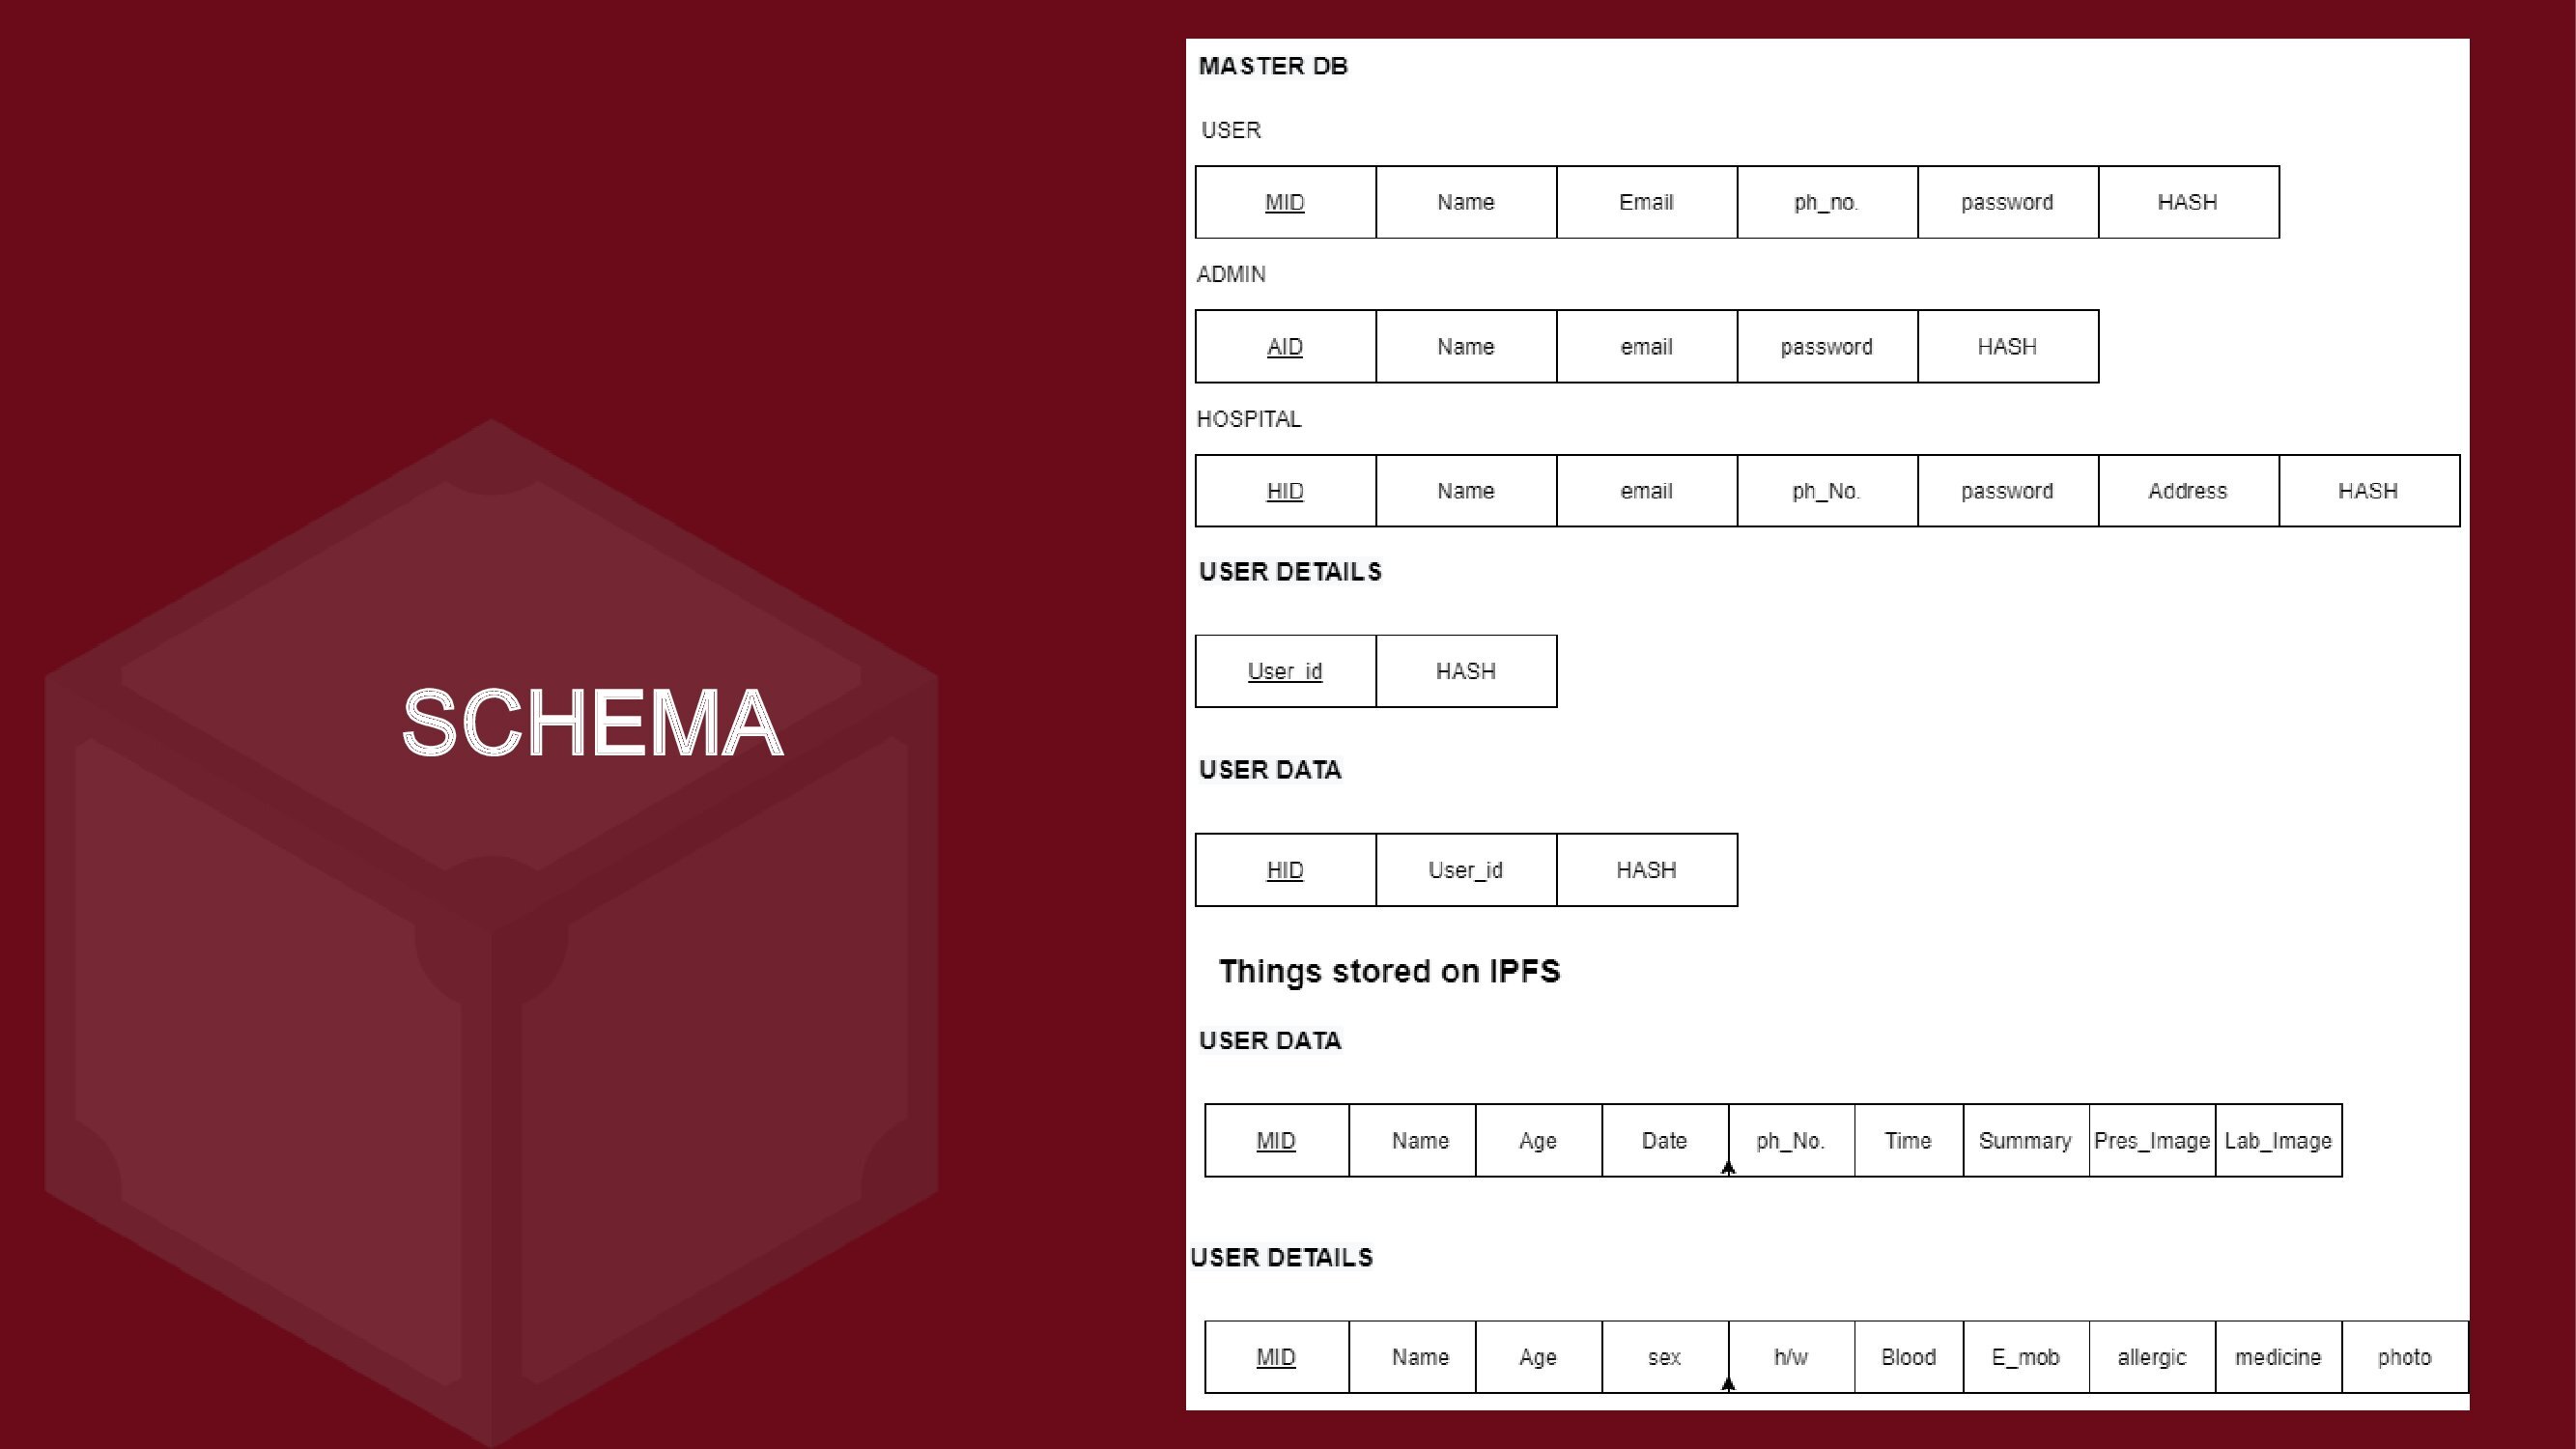 SCHEMA
MASTER DB
USER
MID Name Email ph_no. password HASH
ADMIN
AID Name email password HASH
HOSPITAL
HID Name email ph_No. password Address HASH
USER DETAILS
User_id HASH
USER DATA
HID User_id HASH
Things stored on IPFS
USER DATA
MID Name Age Date ph_No. Time Summary Pres_Image Lab_Image
USER DETAILS
MID Name Age sex h/w Blood E_mob allergic medicine photo